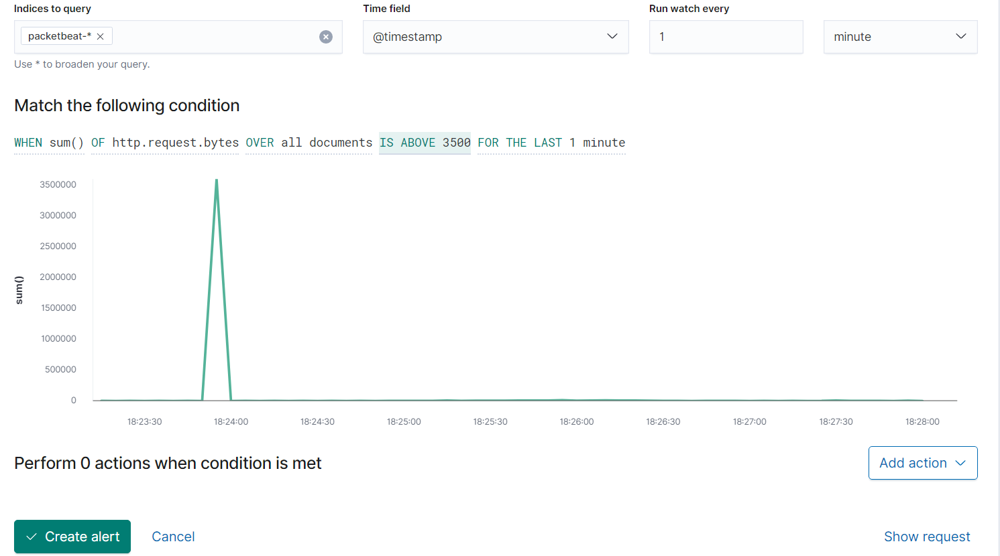 Indices to query Time field Run watch every
packetbeat-* @timestamp 1 minute
Use * to broaden your query.
Match the following condition
WHEN sum() OF http.request.bytes OVER all documents IS ABOVE 3500 FOR THE LAST 1 minute
3500000
3000000
2500000
2000000
1500000
1000000
500000
0
sum()
18:23:30 18:24:00 18:24:30 18:25:00 18:25:30 18:26:00 18:26:30 18:27:00 18:27:30 18:28:00
Perform 0 actions when condition is met Add action
Create alert Cancel Show request